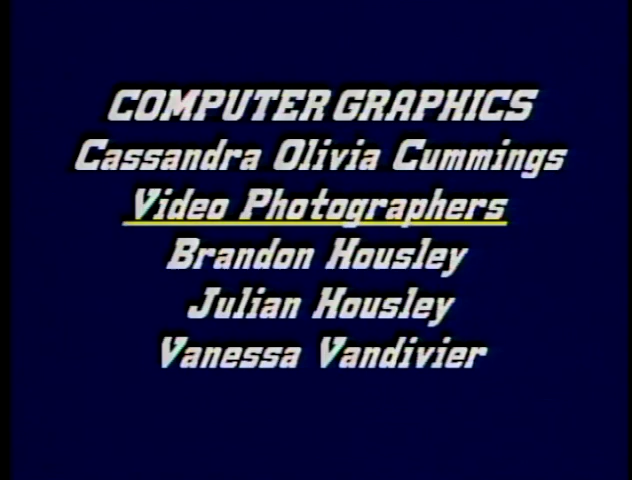 COMPUTER GRAPHICS
Cassandra Olivia Cummings
Video Photographers
Brandon Housley
Julian Housley
Vanessa Vandivier